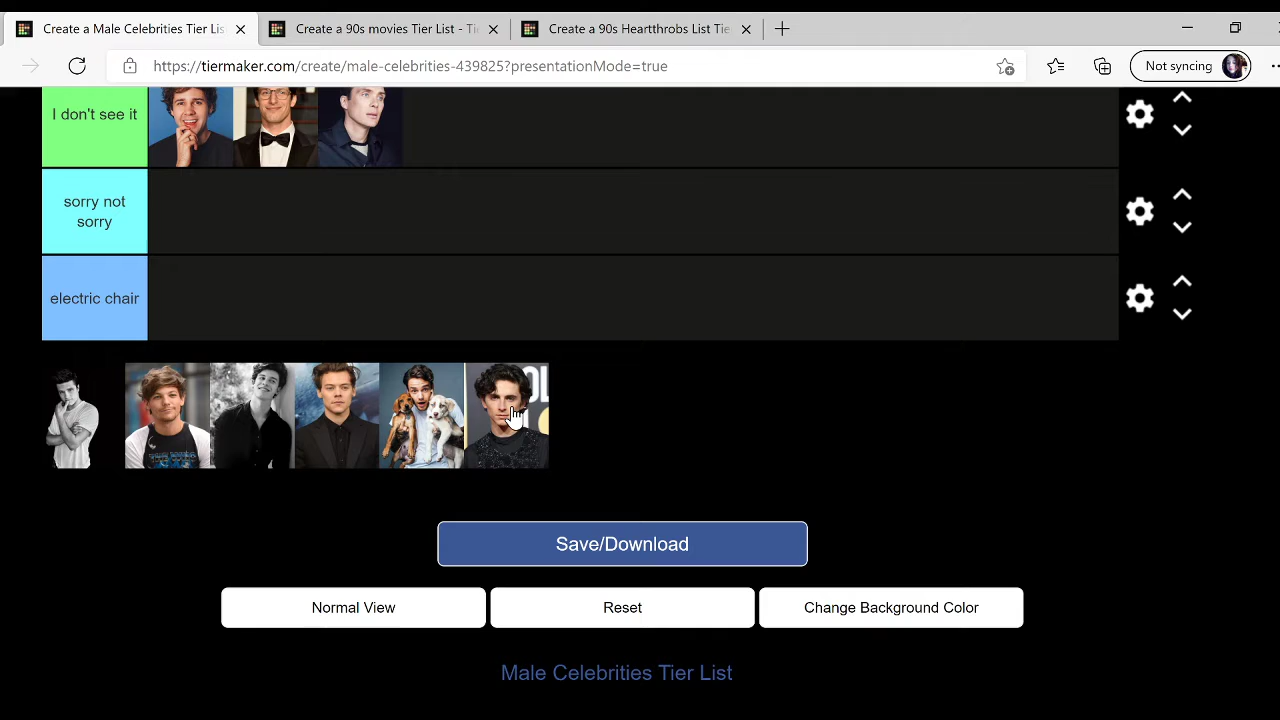 Create a Male Celebrities Tier Lis
Create a 90s movies Tier List - Tie
Create a 90s Heartthrobs List Tie
https://tiermaker.com/create/male-celebrities-439825?presentationMode=true
Not syncing
I don't see it
sorry not
sorry
electric chair
Save/Download
Normal View
Reset
Change Background Color
Male Celebrities Tier List